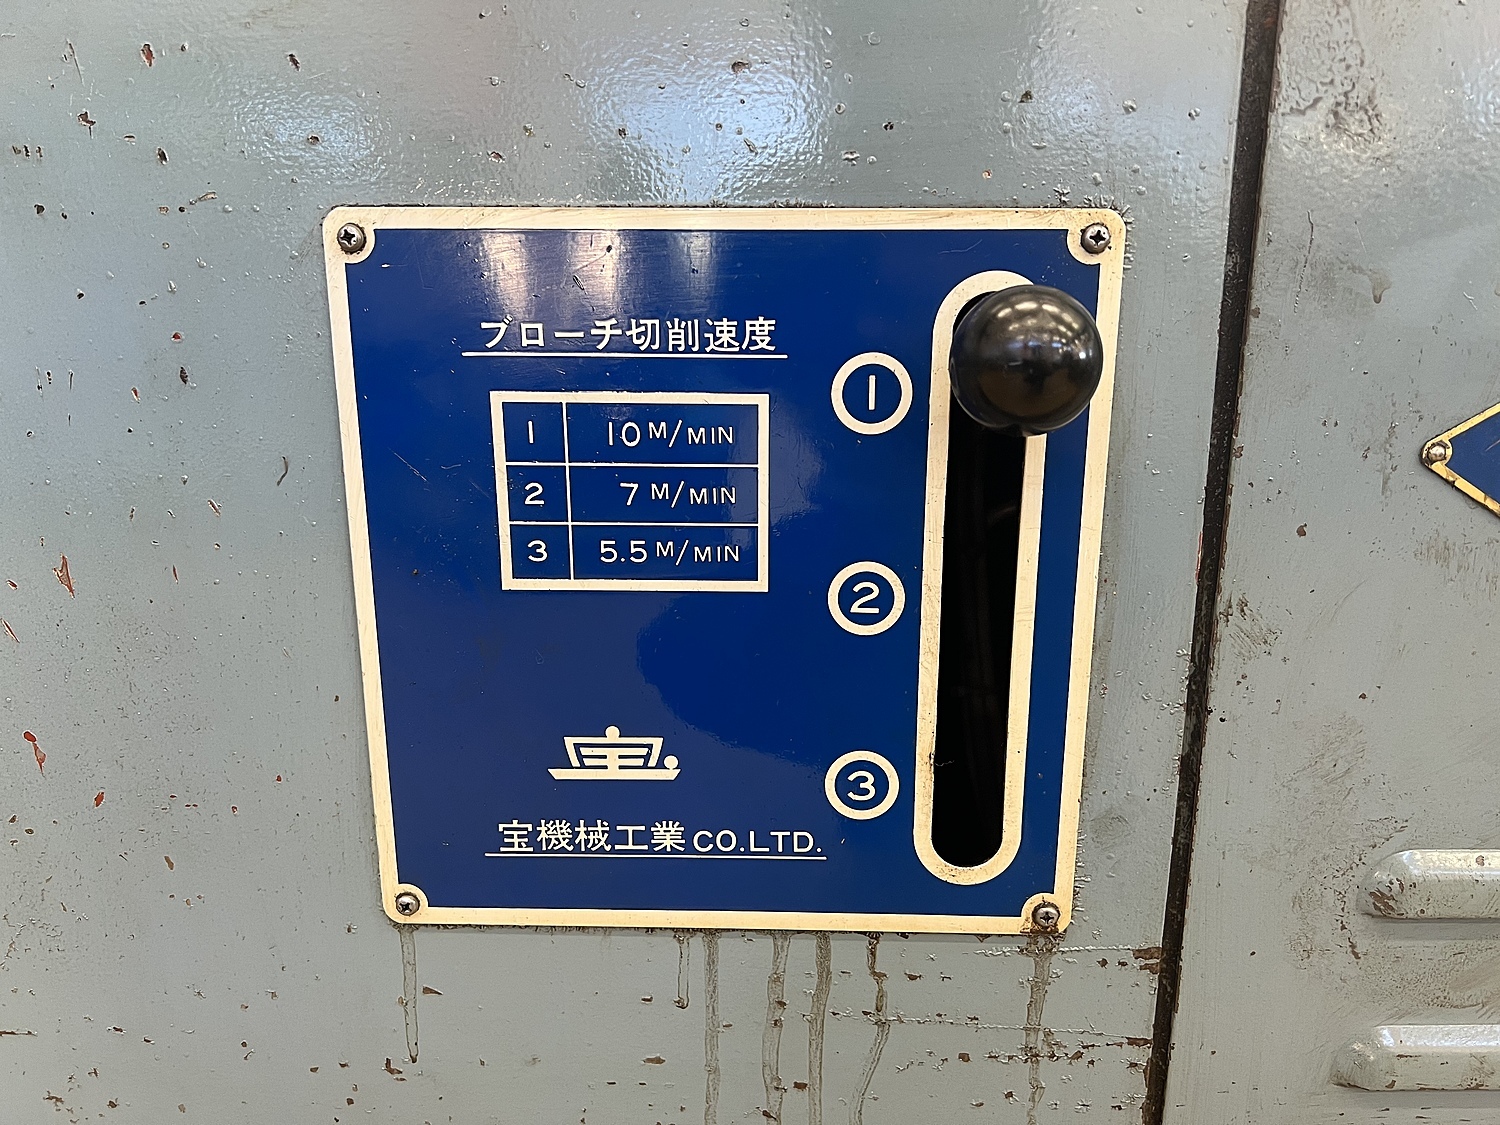 ブローチ切削速度
1 10 M/MIN
2 7 M/MIN
3 5.5 M/MIN
1
2
3
宝
宝機械工業 CO.LTD.